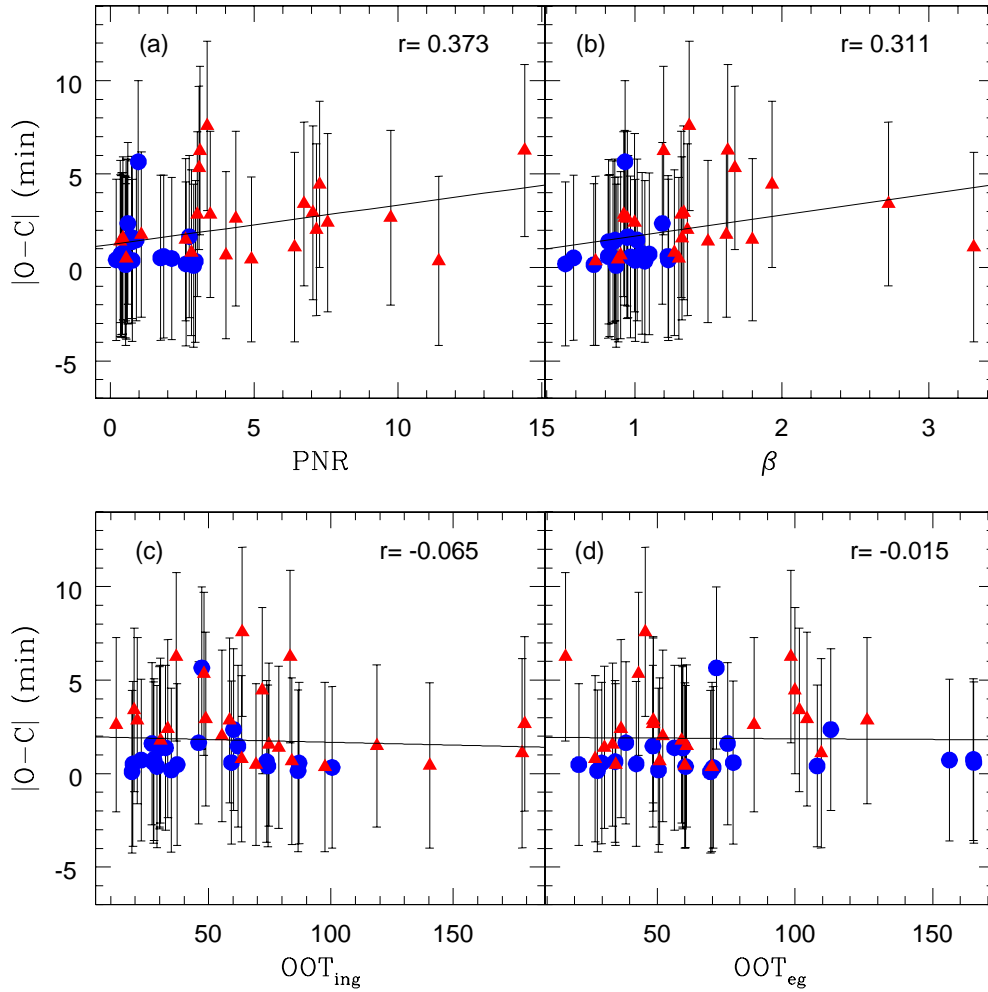 (a) r= 0.373
(b) r= 0.311
10
5
0
-5
|O-C| (min)
0 5 10 15
1 2 3
PNR
β
(c) r= -0.065
(d) r= -0.015
10
5
0
-5
|O-C| (min)
50 100 150
50 100 150
OOT_ing
OOT_eg